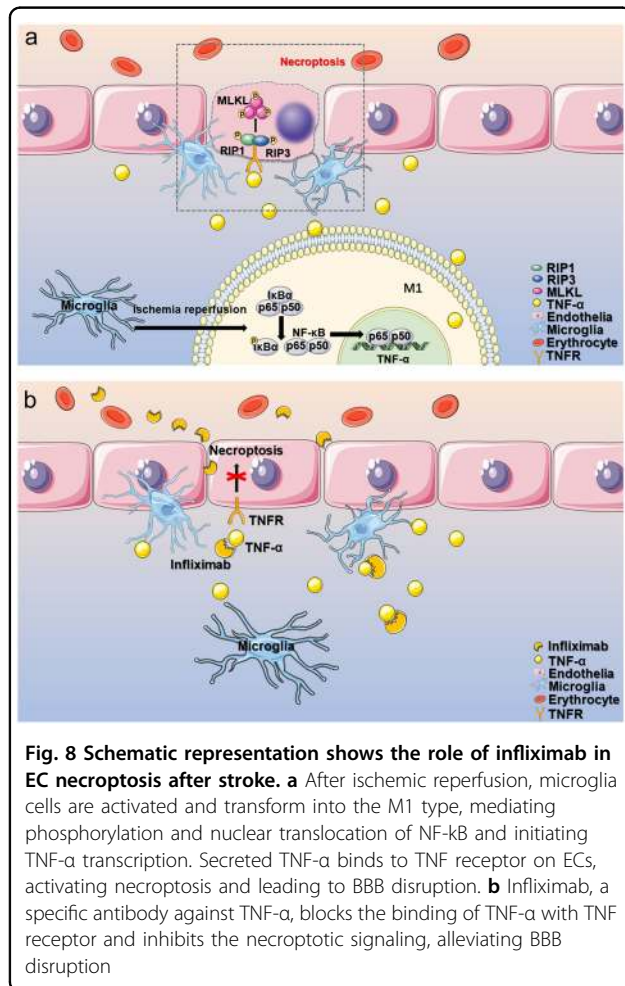 a
Necroptosis
P
MLKL
P P
P P
RIP1 RIP3
M1
Microglia
Ischemia reperfusion
IκBα
p65 p50
P
IκBα
NF-κB
p65 p50
p65 p50
TNF-α
RIP1
RIP3
MLKL
TNF-α
Endothelia
Microglia
Erythrocyte
TNFR
b
Necroptosis
TNFR
TNF-α
Infliximab
Microglia
Infliximab
TNF-α
Endothelia
Microglia
Erythrocyte
TNFR
Fig. 8 Schematic representation shows the role of infliximab in
EC necroptosis after stroke. a After ischemic reperfusion, microglia
cells are activated and transform into the M1 type, mediating
phosphorylation and nuclear translocation of NF-kB and initiating
TNF-α transcription. Secreted TNF-α binds to TNF receptor on ECs,
activating necroptosis and leading to BBB disruption. b Infliximab, a
specific antibody against TNF-α, blocks the binding of TNF-α with TNF
receptor and inhibits the necroptotic signaling, alleviating BBB
disruption